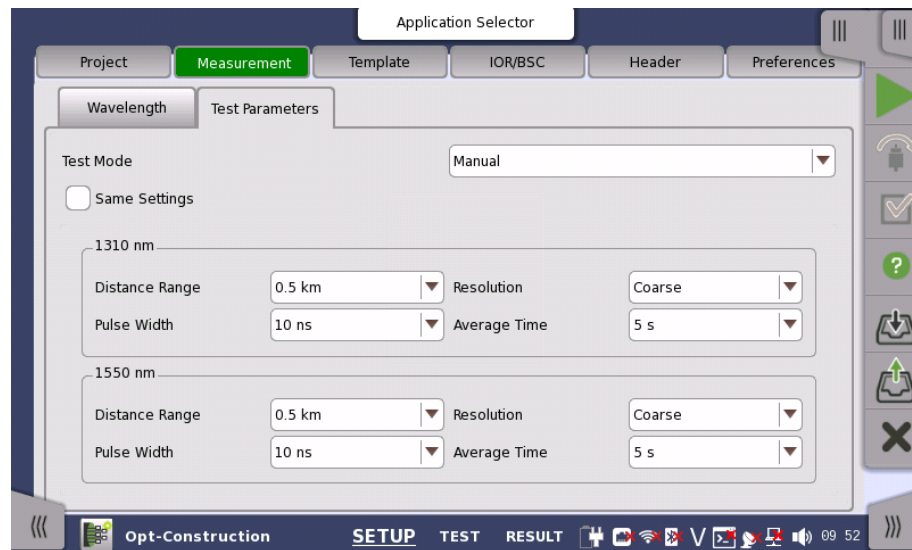 Application Selector
Project Measurement Template IOR/BSC Header Preferences
Wavelength Test Parameters
Test Mode Manual
Same Settings
1310 nm
Distance Range 0.5 km Resolution Coarse
Pulse Width 10 ns Average Time 5 s
1550 nm
Distance Range 0.5 km Resolution Coarse
Pulse Width 10 ns Average Time 5 s
Opt-Construction SETUP TEST RESULT V 09 52